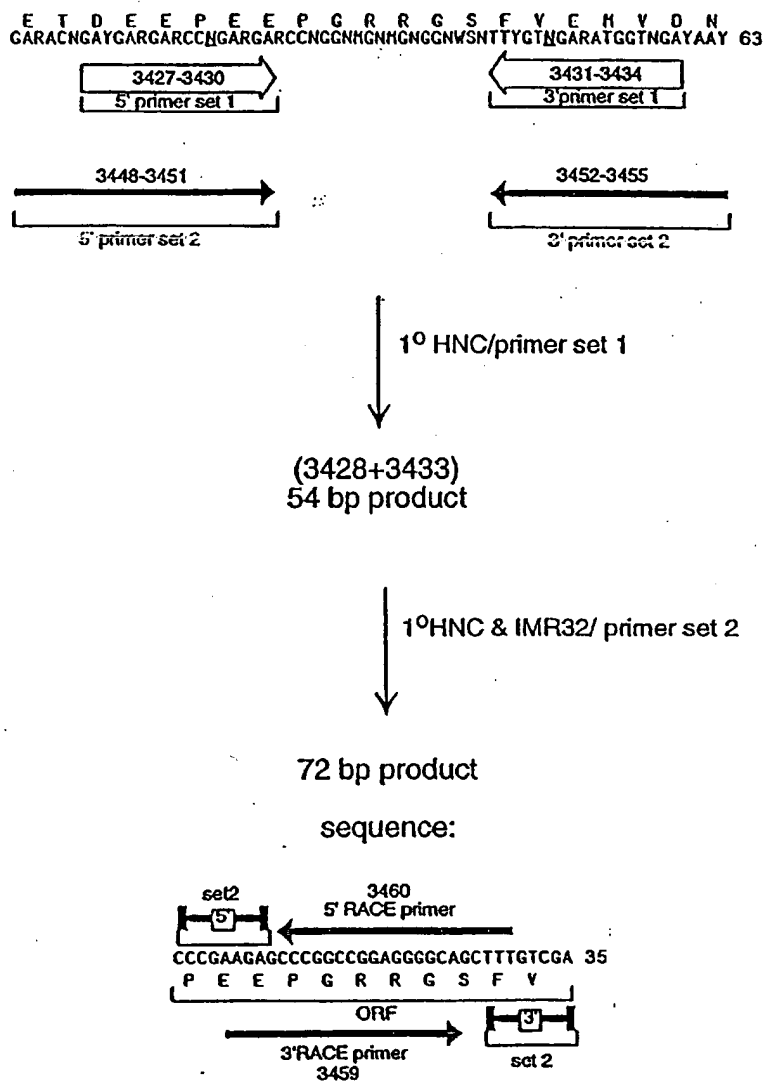 E T D E E P E E P G R R G S F V E M V D N
GARACNGAYGARGARCCNGARGARCCNGGNMGNMGNGGNWSNTTYGTNGARATGGTNGAYAAY 63
3427-3430 3431-3434
5' primer set 1 3'primer set 1
3448-3451 3452-3455
5' primer set 2 3' primer set 2
1º HNC/primer set 1
(3428+3433)
54 bp product
1ºHNC & IMR32/ primer set 2
72 bp product
sequence:
set2 3460
5' 5' RACE primer
CCCGAAGAGCCCGGCCGGAGGGGCAGCTTTGTCGA 35
P E E P G R R G S F V
ORF
3'RACE primer 3'
3459 set 2